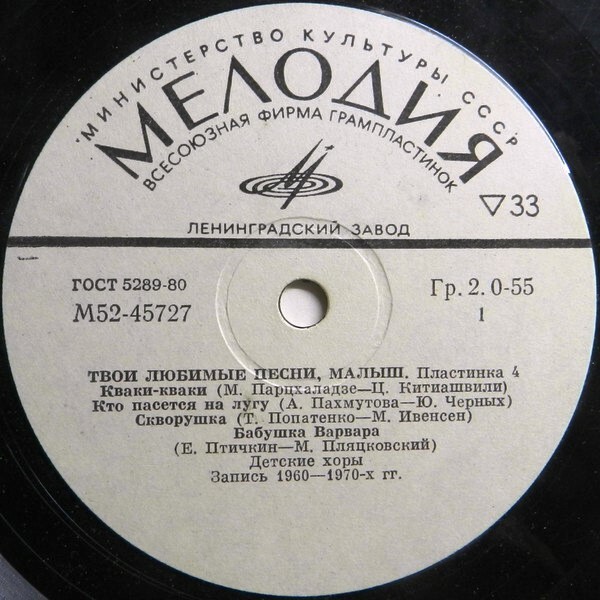 МИНИСТЕРСТВО КУЛЬТУРЫ СССР
МЕЛОДИЯ
ВСЕСОЮЗНАЯ ФИРМА ГРАМПЛАСТИНОК
▽33
ЛЕНИНГРАДСКИЙ ЗАВОД
ГОСТ 5289-80
Гр. 2. 0-55
М52-45727
1
ТВОИ ЛЮБИМЫЕ ПЕСНИ, МАЛЫШ. Пластинка 4
Кваки-кваки (М. Парцхаладзе—Ц. Китиашвили)
Кто пасется на лугу (А. Пахмутова—Ю. Черных)
Скворушка (Т. Попатенко—М. Ивенсен)
Бабушка Варвара
(Е. Птичкин—М. Пляцковский)
Детские хоры
Запись 1960—1970-х гг.